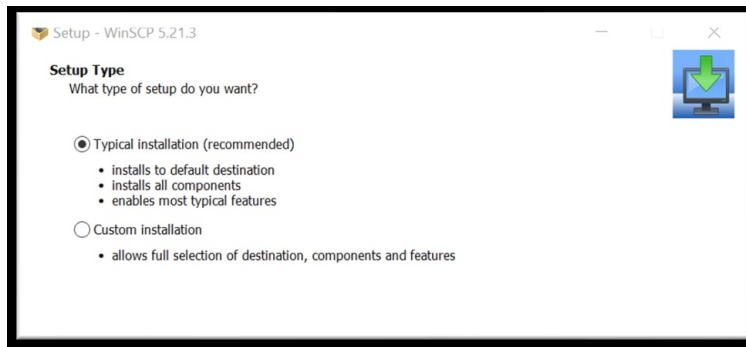 Setup - WinSCP 5.21.3
Setup Type
What type of setup do you want?
Typical installation (recommended)
• installs to default destination
• installs all components
• enables most typical features
Custom installation
• allows full selection of destination, components and features